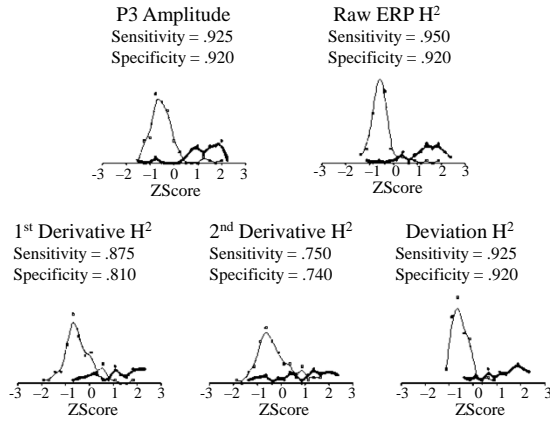 P3 Amplitude
Sensitivity = .925
Specificity = .920
-3 –2 –1 0 1 2 3
ZScore
Raw ERP H²
Sensitivity = .950
Specificity = .920
-3 –2 –1 0 1 2 3
ZScore
1st Derivative H²
Sensitivity = .875
Specificity = .810
-3 –2 –1 0 1 2 3
ZScore
2nd Derivative H²
Sensitivity = .750
Specificity = .740
-3 –2 –1 0 1 2 3
ZScore
Deviation H²
Sensitivity = .925
Specificity = .920
-3 –2 –1 0 1 2 3
ZScore